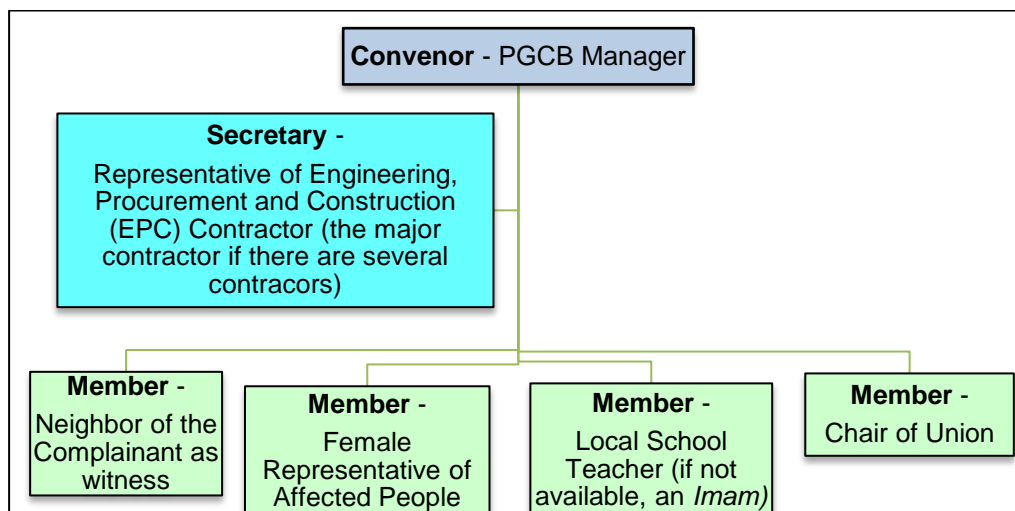 Convenor - PGCB Manager
Secretary -
Representative of Engineering,
Procurement and Construction
(EPC) Contractor (the major
contractor if there are several
contracors)
Member -
Neighbor of the
Complainant as
witness
Member -
Female
Representative of
Affected People
Member -
Local School
Teacher (if not
available, an Imam)
Member -
Chair of Union